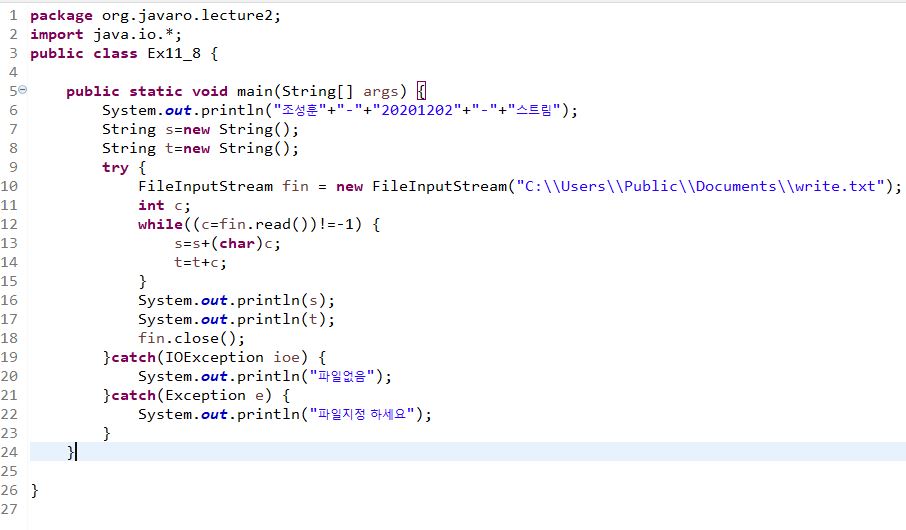 1 package org.javaro.lecture2;
2 import java.io.*;
3 public class Ex11_8 {
4
5 public static void main(String[] args) {
6 System.out.println("조성훈"+"-"+"20201202"+"-"+"스트림");
7 String s=new String();
8 String t=new String();
9 try {
10 FileInputStream fin = new FileInputStream("C:\\Users\\Public\\Documents\\write.txt");
11 int c;
12 while((c=fin.read())!=-1) {
13 s=s+(char)c;
14 t=t+c;
15 }
16 System.out.println(s);
17 System.out.println(t);
18 fin.close();
19 }catch(IOException ioe) {
20 System.out.println("파일없음");
21 }catch(Exception e) {
22 System.out.println("파일지정 하세요");
23 }
24 }
25
26 }
27